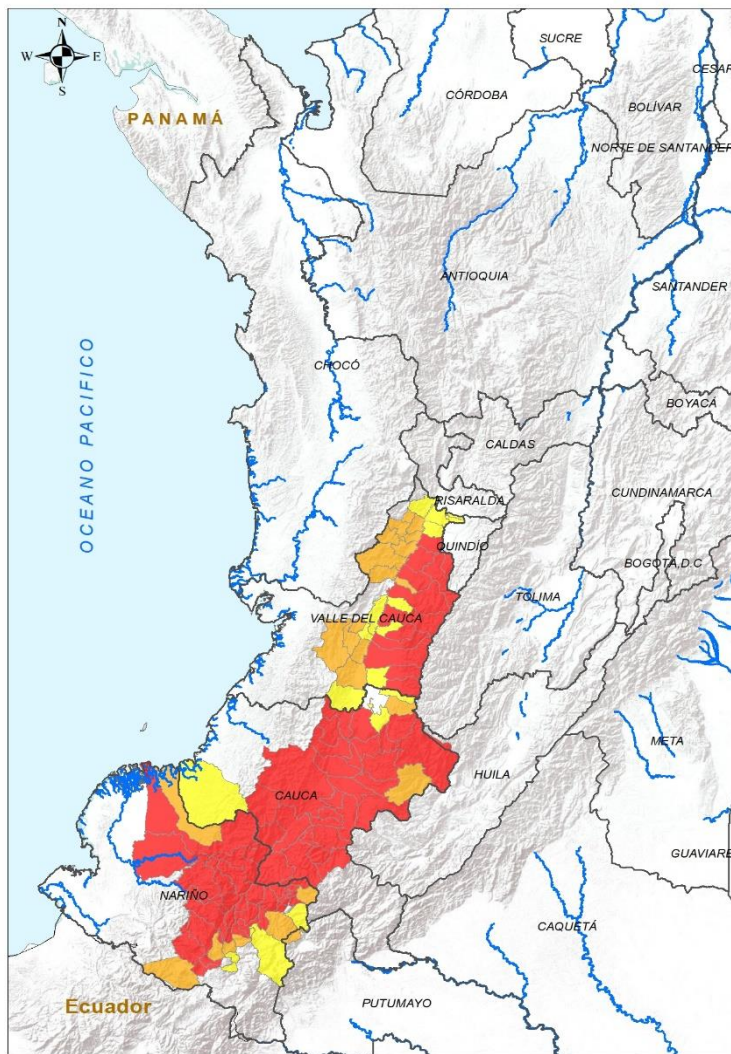 N
W E
S
SUCRE
CESAR
CÓRDOBA
BOLÍVAR
PANAMÁ
NORTE DE SANTANDER
ANTIOQUIA
SANTANDER
OCEANO PACIFICO
CHOCÓ
BOYACÁ
CALDAS
CUNDINAMARCA
RISARALDA
QUINDÍO
BOGOTÁ,D.C
TOLIMA
VALLE DEL CAUCA
META
HUILA
CAUCA
GUAVIARE
NARIÑO
CAQUETÁ
PUTUMAYO
Ecuador